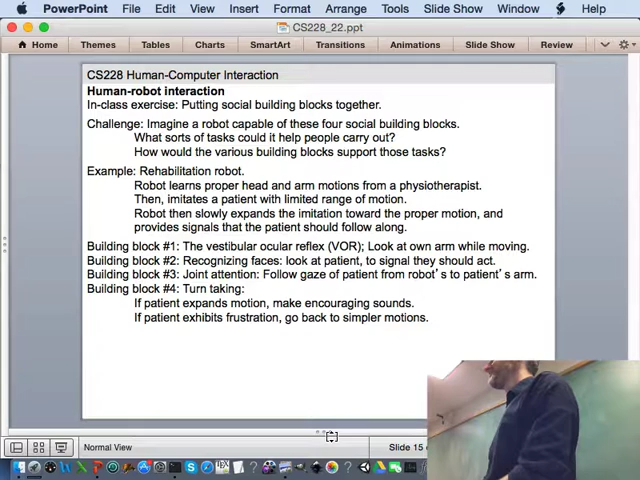 PowerPoint File Edit View Insert Format Arrange Tools Slide Show Window Help
CS228_22.ppt
Home Themes Tables Charts SmartArt Transitions Animations Slide Show Review
CS228 Human-Computer Interaction
Human-robot interaction
In-class exercise: Putting social building blocks together.
Challenge: Imagine a robot capable of these four social building blocks.
What sorts of tasks could it help people carry out?
How would the various building blocks support those tasks?
Example: Rehabilitation robot.
Robot learns proper head and arm motions from a physiotherapist.
Then, imitates a patient with limited range of motion.
Robot then slowly expands the imitation toward the proper motion, and
provides signals that the patient should follow along.
Building block #1: The vestibular ocular reflex (VOR); Look at own arm while moving.
Building block #2: Recognizing faces: look at patient, to signal they should act.
Building block #3: Joint attention: Follow gaze of patient from robot's to patient's arm.
Building block #4: Turn taking:
If patient expands motion, make encouraging sounds.
If patient exhibits frustration, go back to simpler motions.
Normal View Slide 15